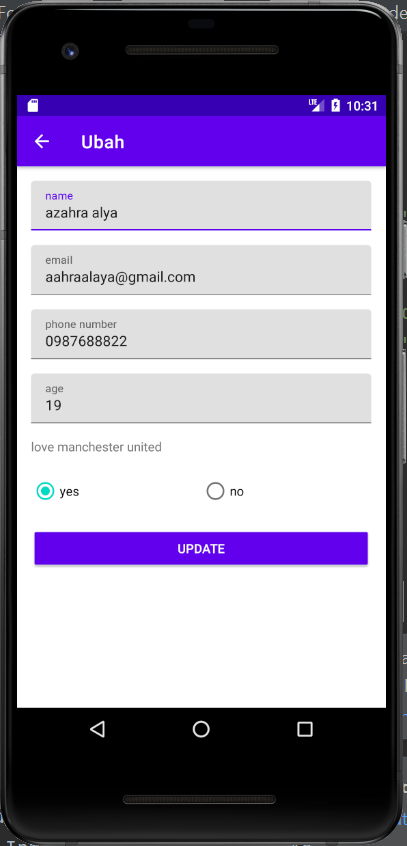 LTE 10:31
Ubah
name
azahra alya
email
aahraalaya@gmail.com
phone number
0987688822
age
19
love manchester united
yes no
UPDATE